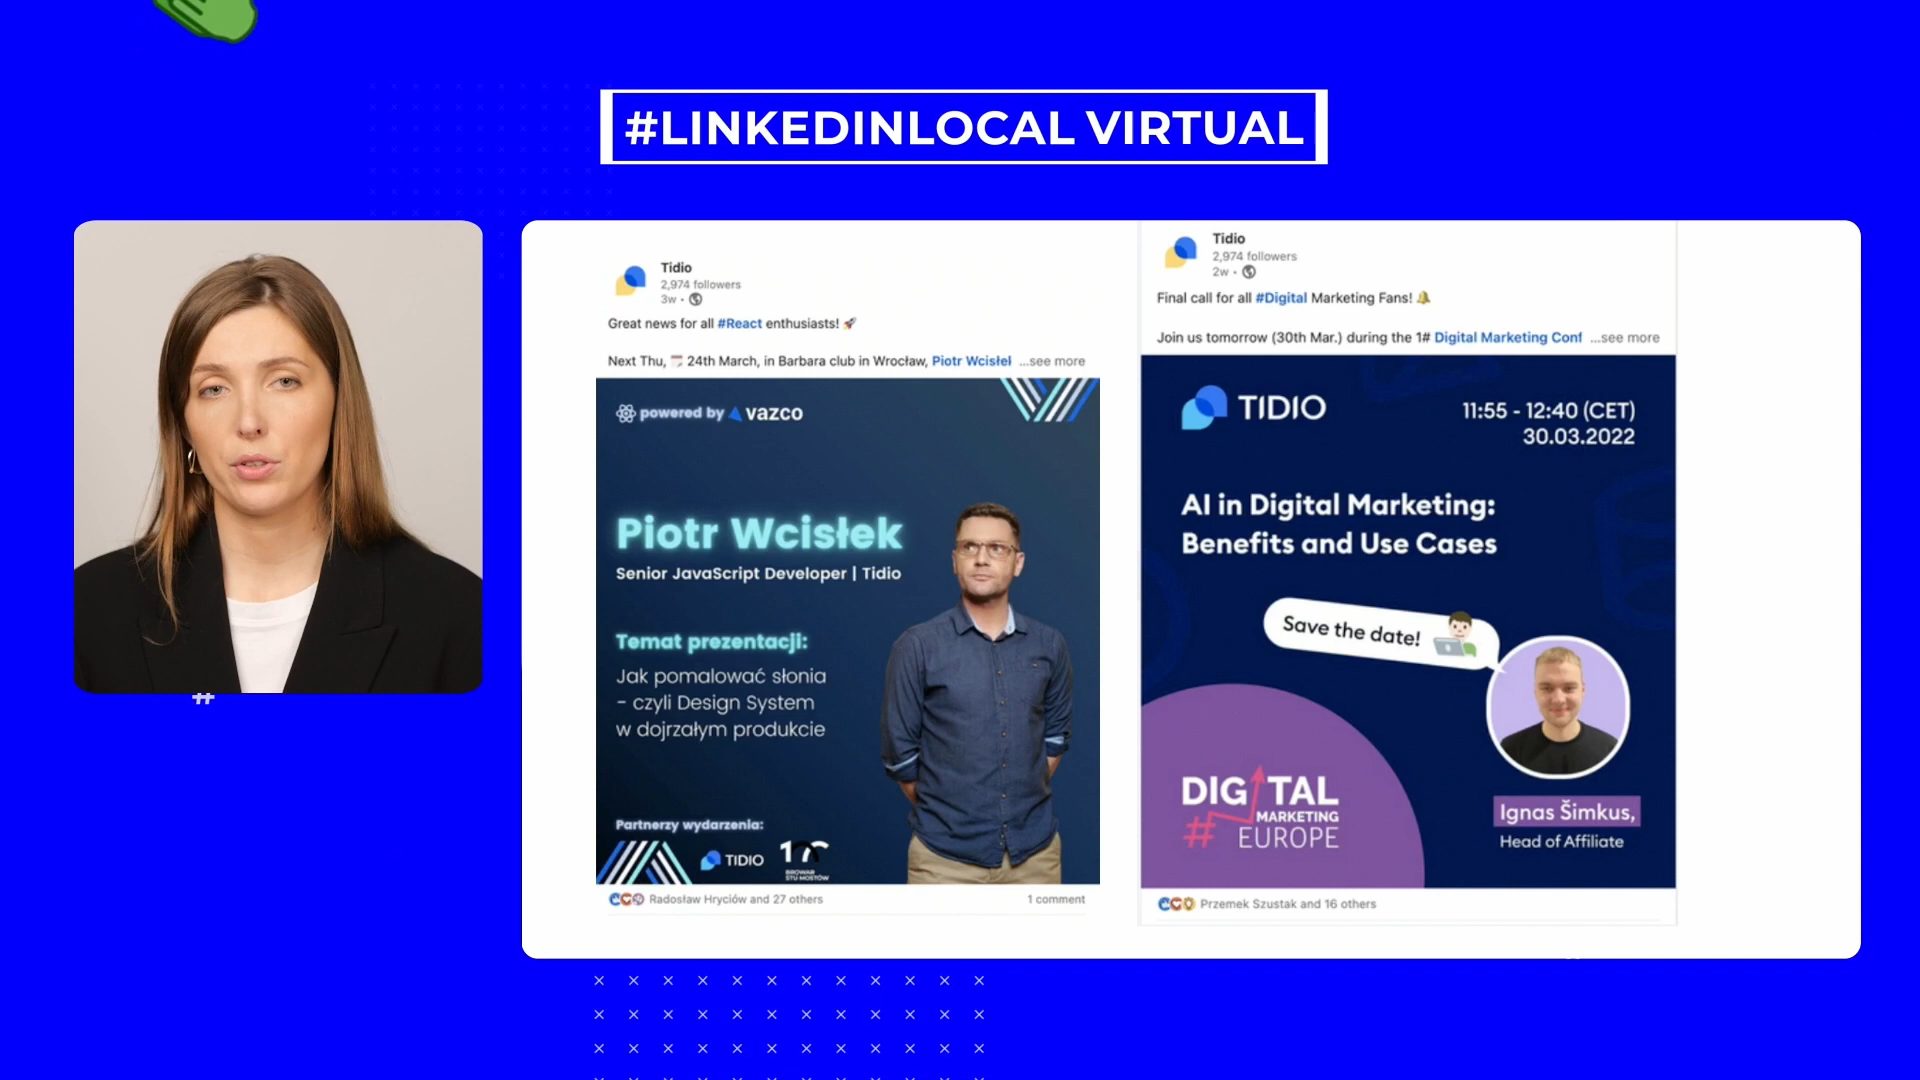 #LINKEDINLOCAL VIRTUAL
Tidio
2,974 followers
3w •
Great news for all #React enthusiasts! 🚀
Next Thu, 24th March, in Barbara club in Wrocław, Piotr Wcisłel ...see more
powered by vazco
Piotr Wcisłek
Senior JavaScript Developer | Tidio
Temat prezentacji:
Jak pomalować słonia
- czyli Design System
w dojrzałym produkcie
Partnerzy wydarzenia:
TIDIO
BROWAR
STU MOSTÓW
Radosław Hryciów and 27 others
1 comment
Tidio
2,974 followers
2w •
Final call for all #Digital Marketing Fans! 🔔
Join us tomorrow (30th Mar.) during the 1# Digital Marketing Conf ...see more
TIDIO
11:55 - 12:40 (CET)
30.03.2022
AI in Digital Marketing:
Benefits and Use Cases
Save the date!
DIGITAL
MARKETING
# EUROPE
Ignas Šimkus,
Head of Affiliate
Przemek Szustak and 16 others
#